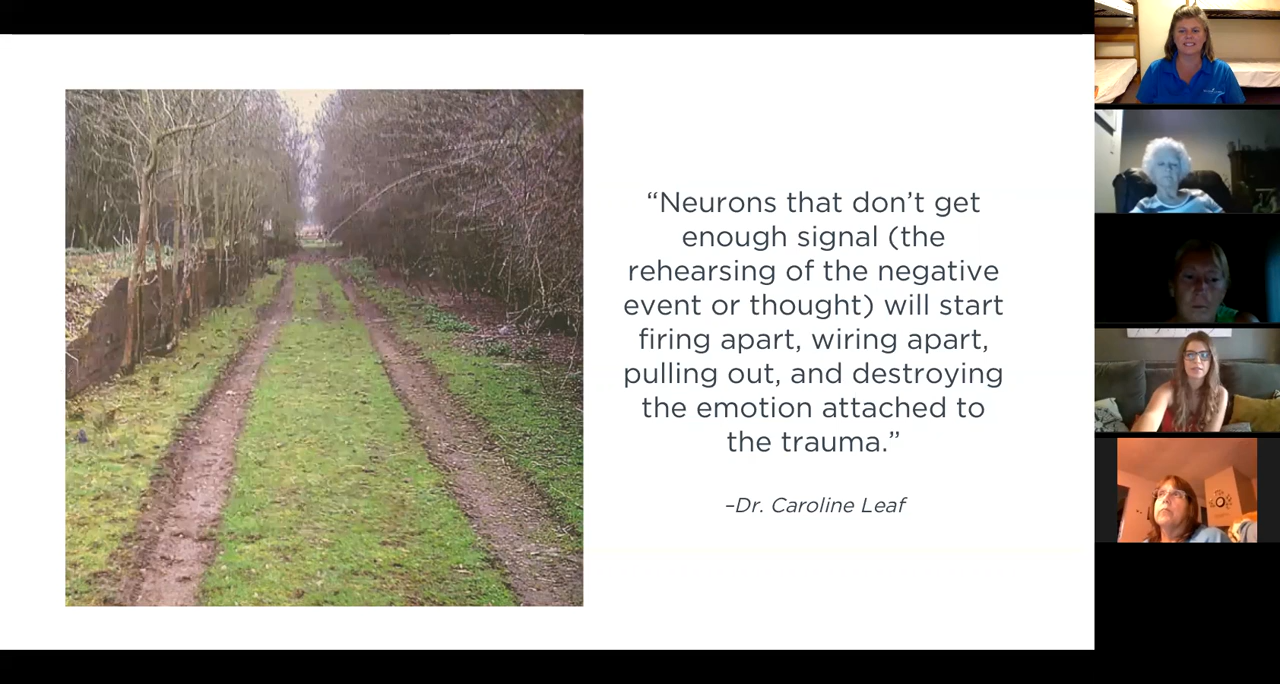 “Neurons that don’t get
enough signal (the
rehearsing of the negative
event or thought) will start
firing apart, wiring apart,
pulling out, and destroying
the emotion attached to
the trauma.”
–Dr. Caroline Leaf